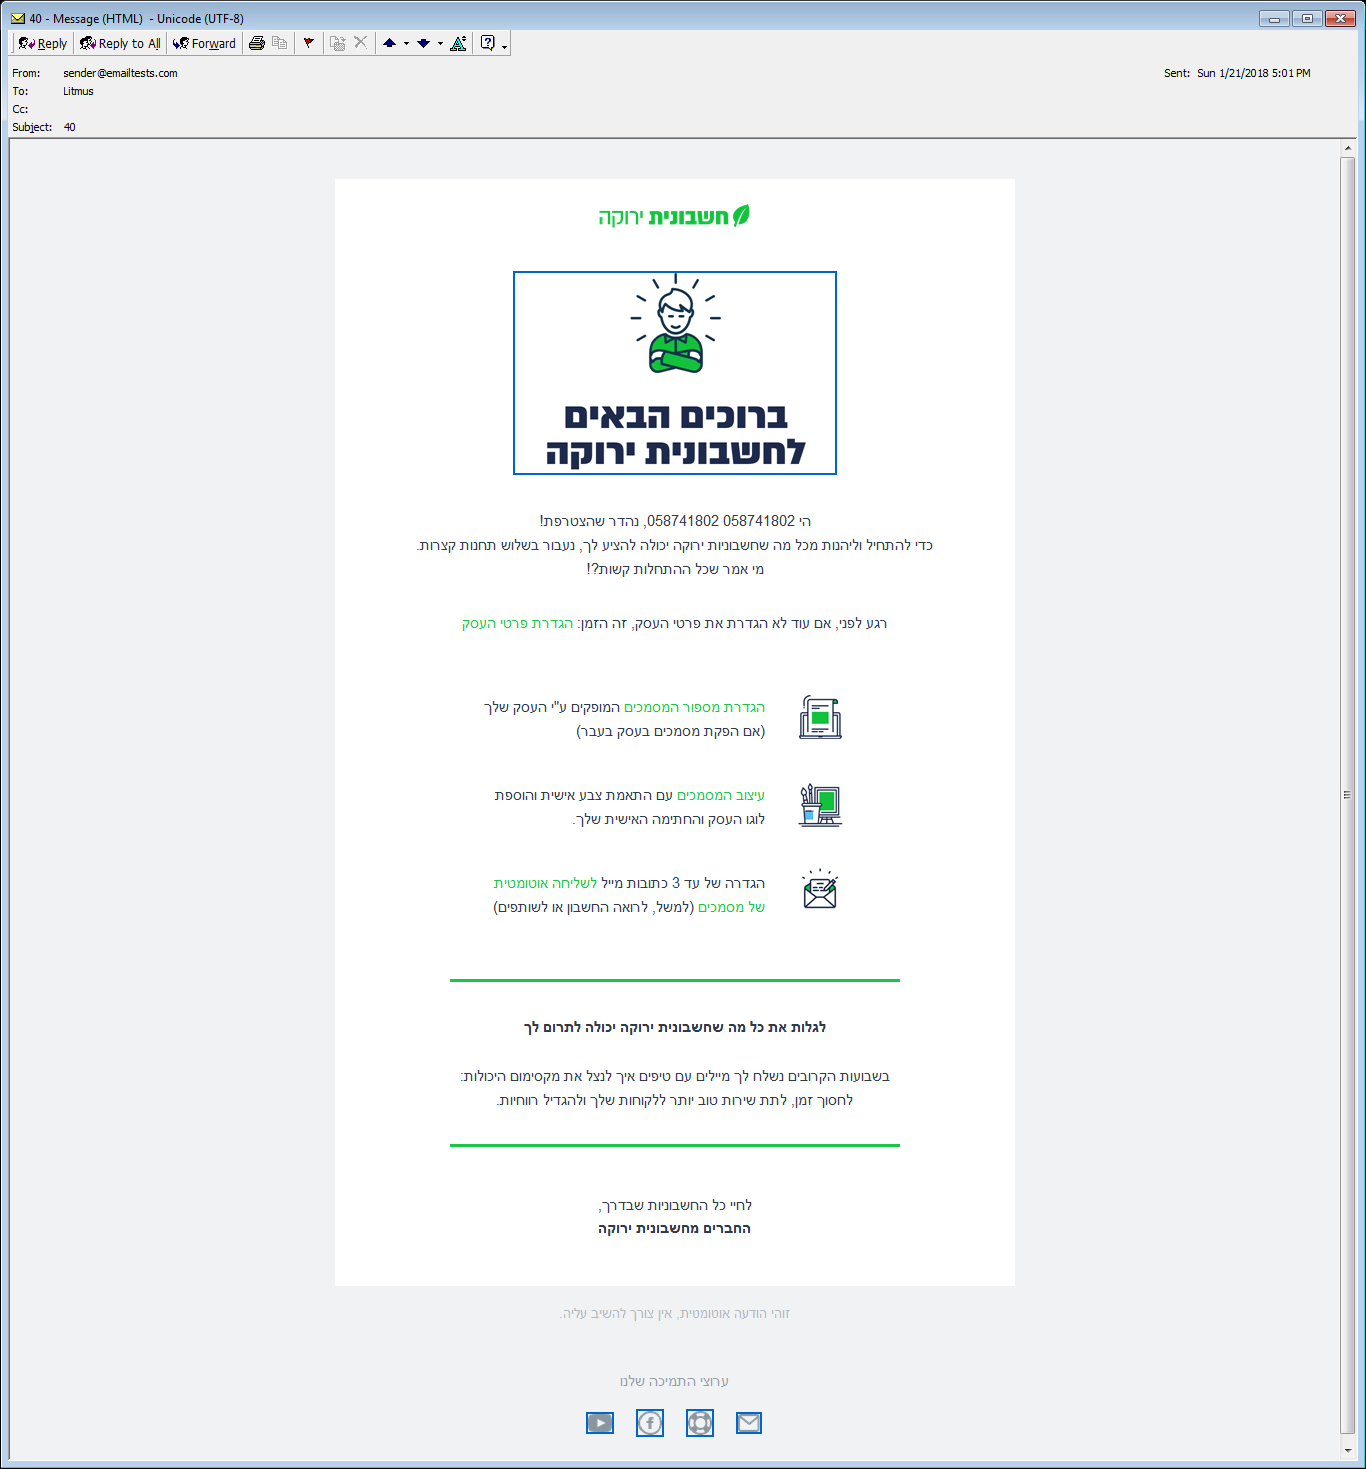 40 - Message (HTML)  - Unicode (UTF-8)
Reply Reply to All Forward
From: sender@emailtests.com Sent: Sun 1/21/2018 5:01 PM
To: Litmus
Cc:
Subject: 40
חשבונית ירוקה
ברוכים הבאים
לחשבונית ירוקה
הי 058741802 058741802, נהדר שהצטרפת!
כדי להתחיל וליהנות מכל מה שחשבוניות ירוקה יכולה להציע לך, נעבור בשלוש תחנות קצרות.
מי אמר שכל ההתחלות קשות?!
רגע לפני, אם עוד לא הגדרת את פרטי העסק, זה הזמן: הגדרת פרטי העסק
הגדרת מספור המסמכים המופקים ע"י העסק שלך
(אם הפקת מסמכים בעסק בעבר)
עיצוב המסמכים עם התאמת צבע אישית והוספת
לוגו העסק והחתימה האישית שלך.
הגדרה של עד 3 כתובות מייל לשליחה אוטומטית
של מסמכים (למשל, לרואה החשבון או לשותפים)
לגלות את כל מה שחשבונית ירוקה יכולה לתרום לך
בשבועות הקרובים נשלח לך מיילים עם טיפים איך לנצל את מקסימום היכולות:
לחסוך זמן, לתת שירות טוב יותר ללקוחות שלך ולהגדיל רווחיות.
לחיי כל החשבוניות שבדרך,
החברים מחשבונית ירוקה
זוהי הודעה אוטומטית, אין צורך להשיב עליה.
ערוצי התמיכה שלנו